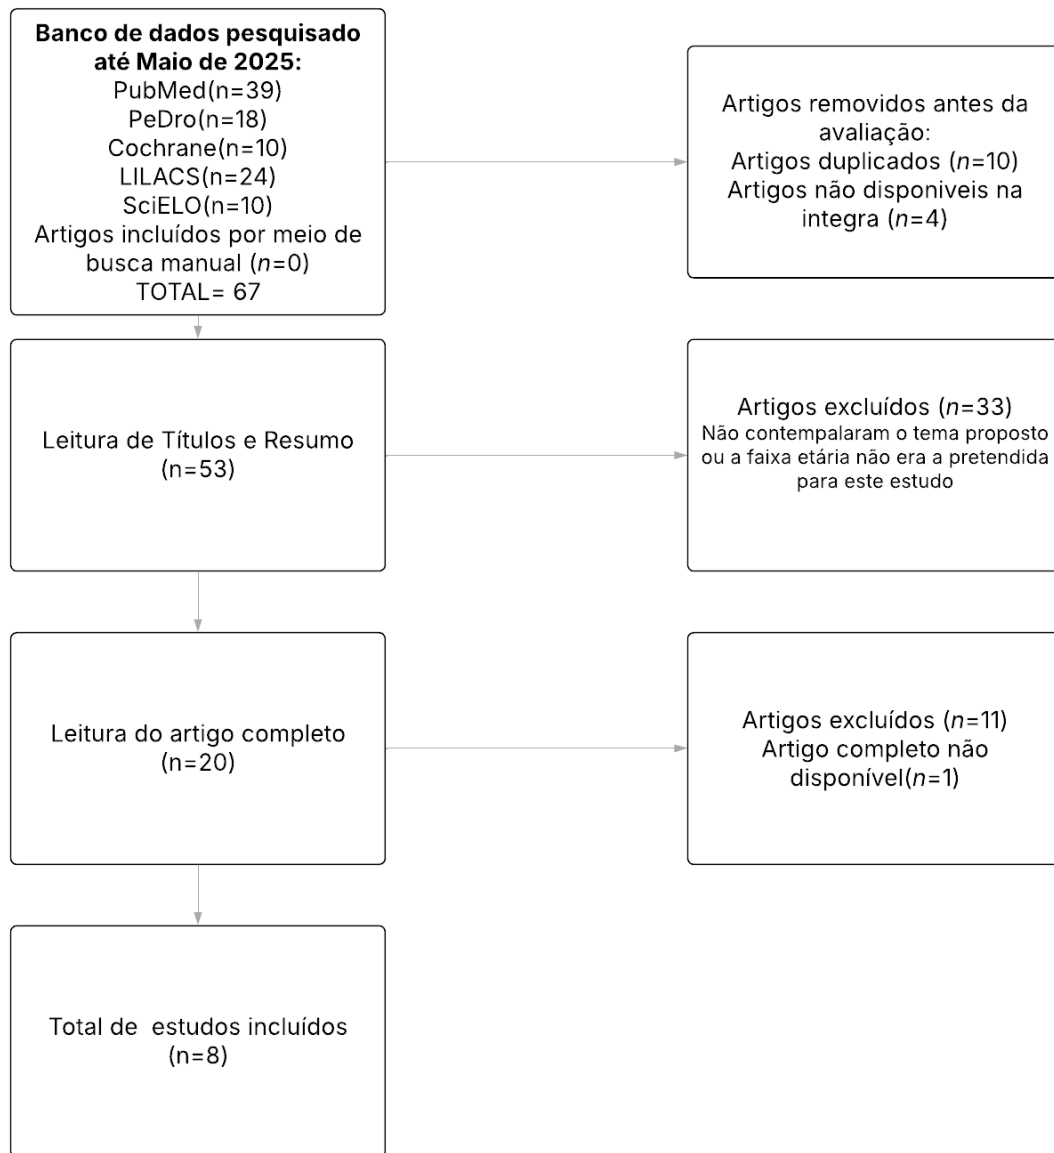 Banco de dados pesquisado
até Maio de 2025:
PubMed(n=39)
PeDro(n=18)
Cochrane(n=10)
LILACS(n=24)
SciELO(n=10)
Artigos incluídos por meio de
busca manual (n=0)
TOTAL= 67
Artigos removidos antes da
avaliação:
Artigos duplicados (n=10)
Artigos não disponiveis na
integra (n=4)
Leitura de Títulos e Resumo
(n=53)
Artigos excluídos (n=33)
Não contempalaram o tema proposto
ou a faixa etária não era a pretendida
para este estudo
Leitura do artigo completo
(n=20)
Artigos excluídos (n=11)
Artigo completo não
disponível(n=1)
Total de  estudos incluídos
(n=8)